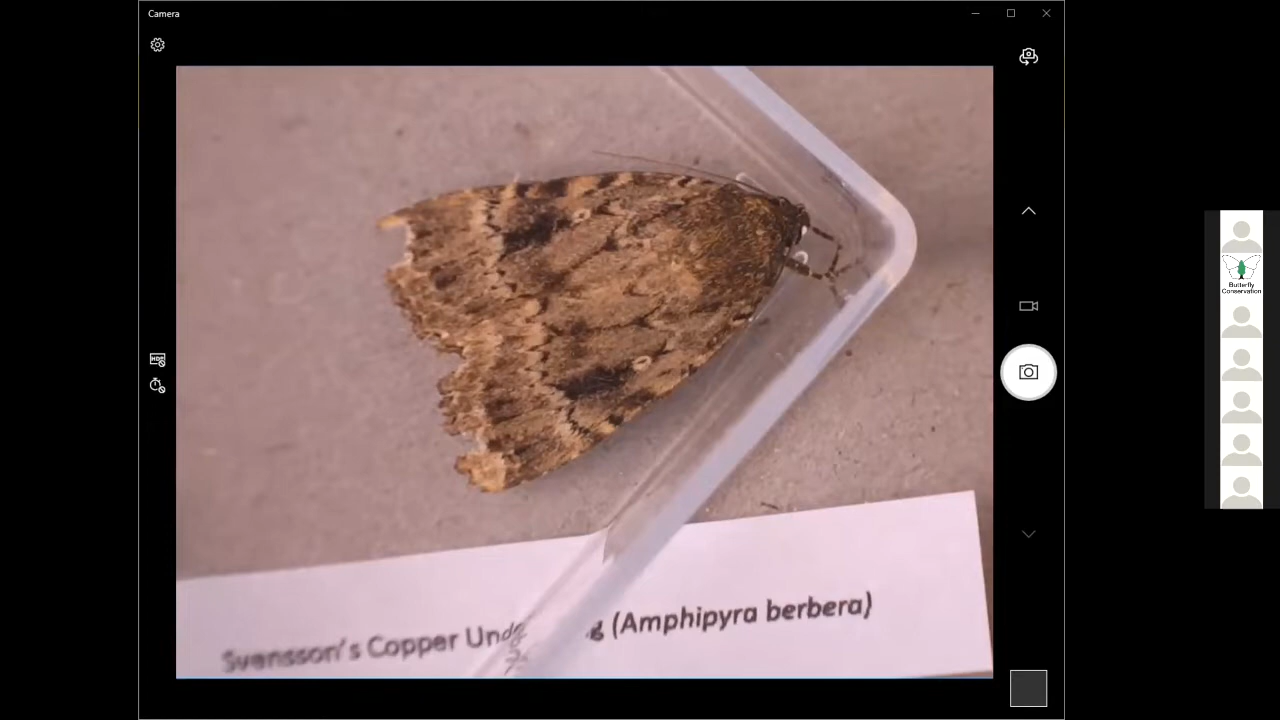 Camera
Svensson's Copper Und g (Amphipyra berbera)
Butterfly
Conservation